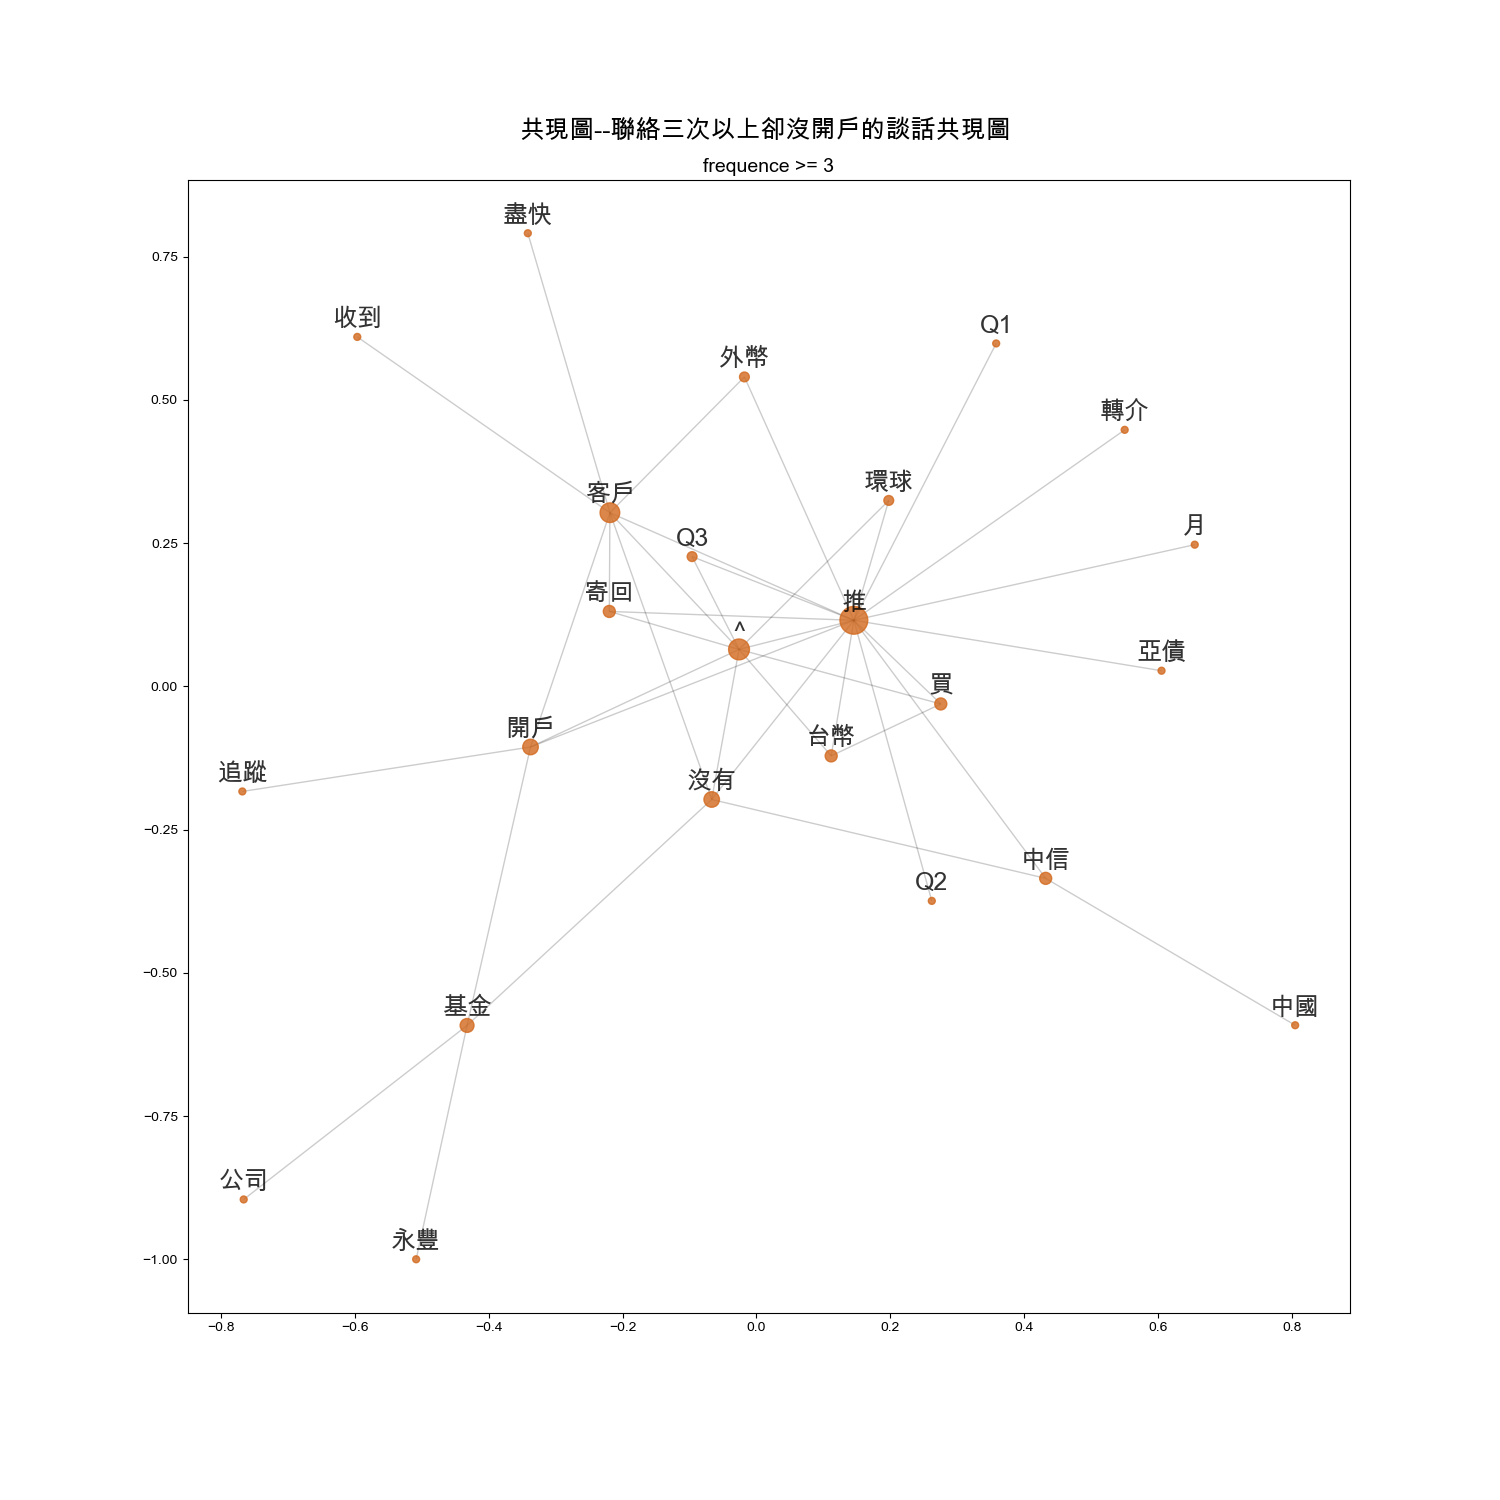 共現圖--聯絡三次以上卻沒開戶的談話共現圖
frequence >= 3
盡快
0.75
收到
Q1
外幣
0.50
轉介
環球
客戶
Q3
月
0.25
寄回
推
^
亞債
0.00
買
開戶
台幣
追蹤
沒有
−0.25
中信
Q2
−0.50
基金
中國
−0.75
公司
永豐
−1.00
−0.8 −0.6 −0.4 −0.2 0.0 0.2 0.4 0.6 0.8